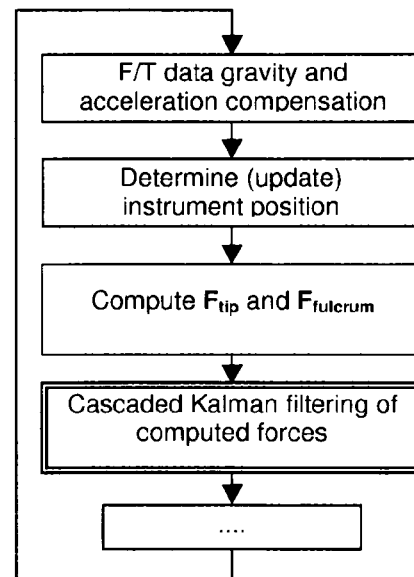 F/T data gravity and
acceleration compensation
Determine (update)
instrument position
Compute F_tip and F_fulcrum
Cascaded Kalman filtering of
computed forces
....